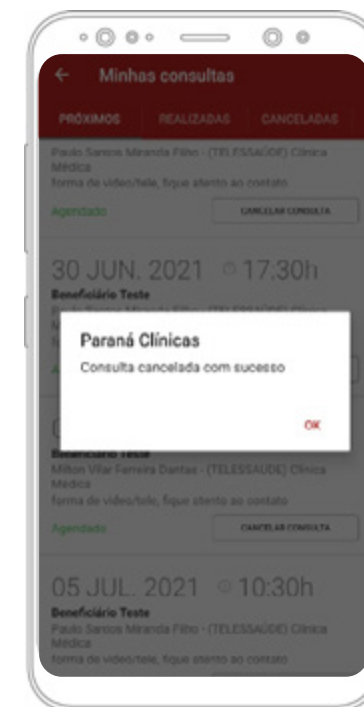 Minhas consultas
PRÓXIMOS REALIZADAS CANCELADAS
Paulo Santos Miranda Filho - (TELESSAÚDE) Clínica
Médica
forma de vídeo/tele, fique atento ao contato
Agendado CANCELAR CONSULTA
30 JUN. 2021 17:30h
Beneficiário Teste
Paraná Clínicas
Consulta cancelada com sucesso
OK
Beneficiário Teste
Milton Vilar Ferreira Dantas - (TELESSAÚDE) Clínica
Médica
forma de vídeo/tele, fique atento ao contato
Agendado CANCELAR CONSULTA
05 JUL. 2021 10:30h
Beneficiário Teste
Paulo Santos Miranda Filho - (TELESSAÚDE) Clínica
Médica
forma de vídeo/tele, fique atento ao contato